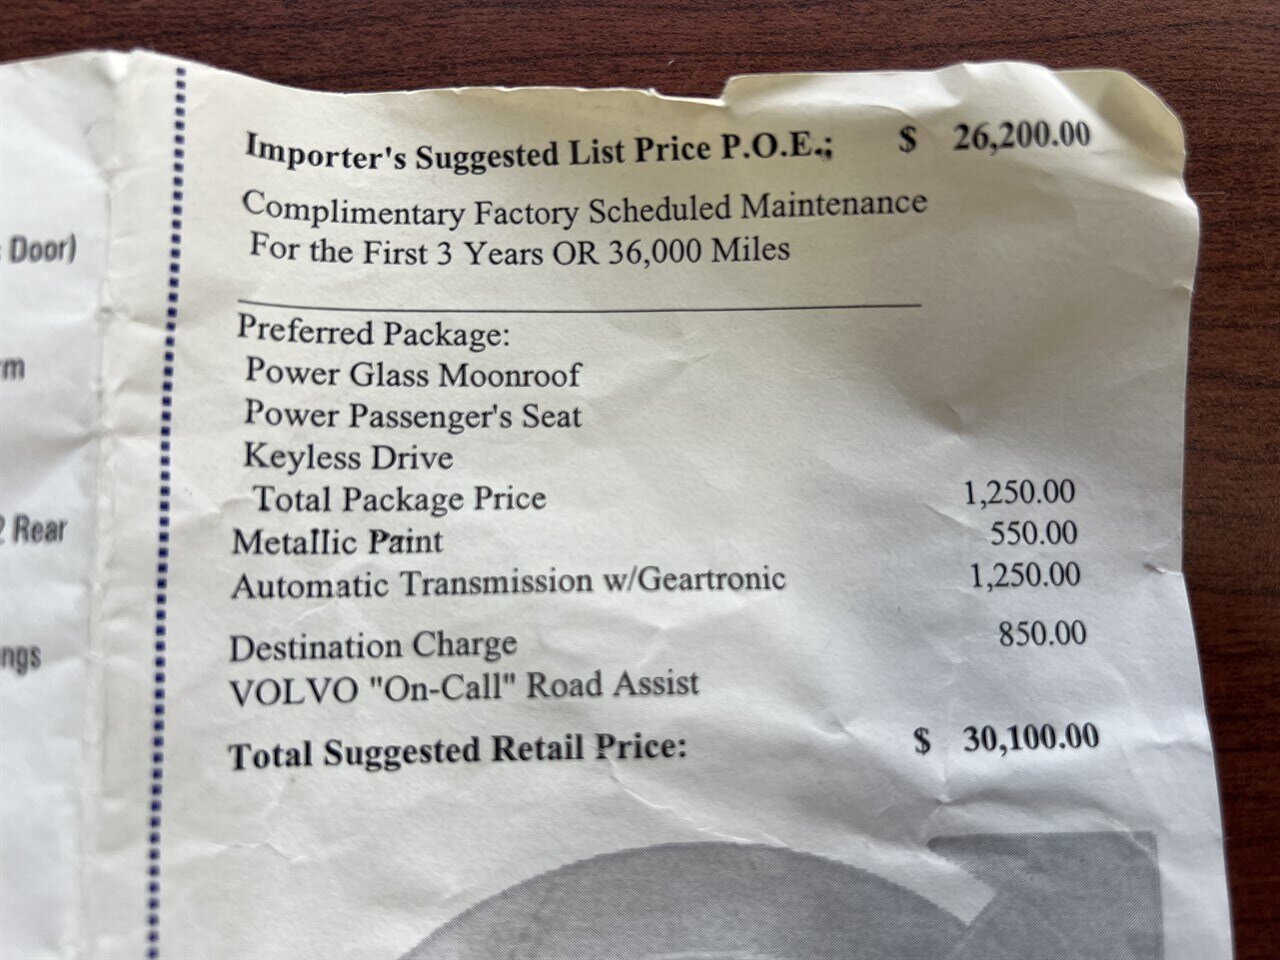 Importer's Suggested List Price P.O.E.; $ 26,200.00
Complimentary Factory Scheduled Maintenance
For the First 3 Years OR 36,000 Miles
Door)
Preferred Package:
Power Glass Moonroof
Power Passenger's Seat
Keyless Drive
Total Package Price 1,250.00
Rear
Metallic Paint 550.00
Automatic Transmission w/Geartronic 1,250.00
Destination Charge 850.00
VOLVO "On-Call" Road Assist
Total Suggested Retail Price: $ 30,100.00